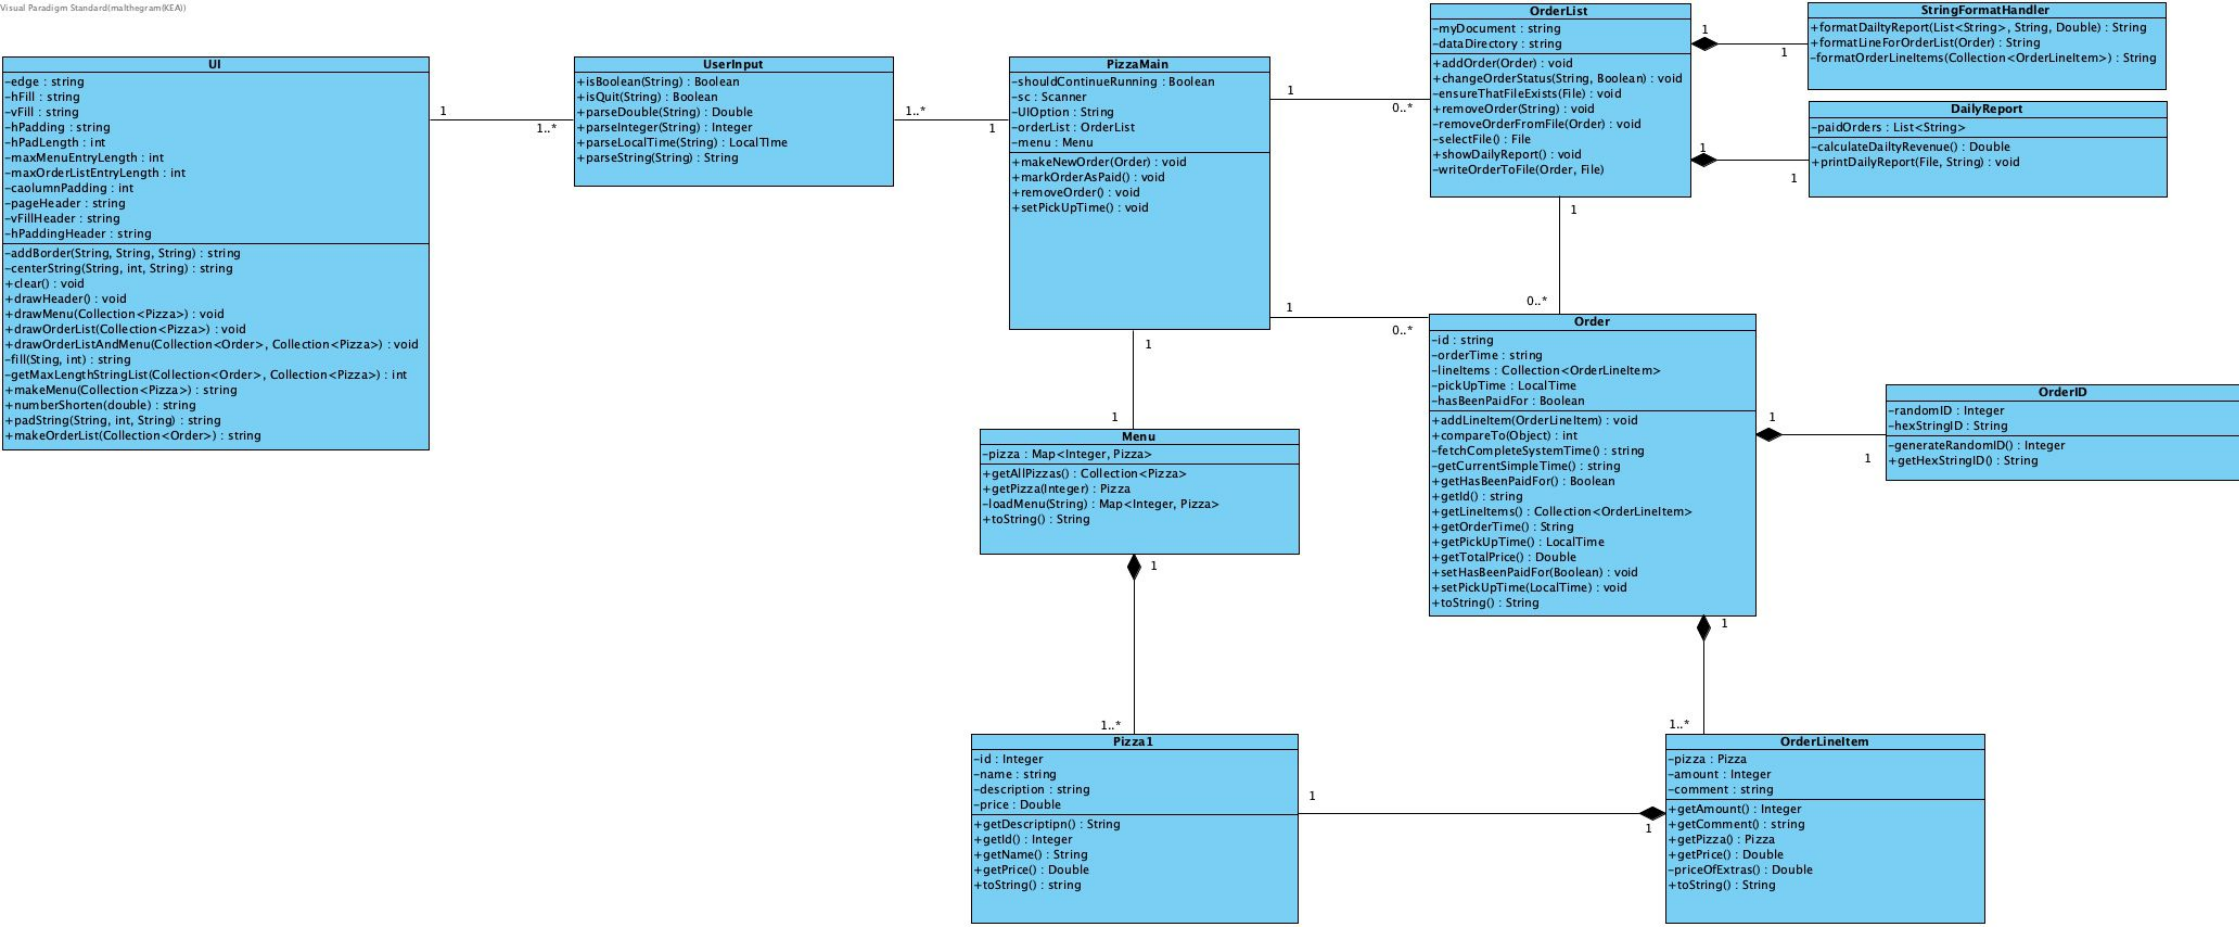 Visual Paradigm Standard(malthegram(KEA))
UI
-edge : string
-hFill : string
-vFill : string
-hPadding : string
-hPadLength : int
-maxMenuEntryLength : int
-maxOrderListEntryLength : int
-caolumnPadding : int
-pageHeader : string
-vFillHeader : string
-hPaddingHeader : string
-addBorder(String, String, String) : string
-centerString(String, int, String) : string
+clear() : void
+drawHeader() : void
+drawMenu(Collection<Pizza>) : void
+drawOrderList(Collection<Pizza>) : void
+drawOrderListAndMenu(Collection<Order>, Collection<Pizza>) : void
-fill(Sting, int) : string
-getMaxLengthStringList(Collection<Order>, Collection<Pizza>) : int
+makeMenu(Collection<Pizza>) : string
+numberShorten(double) : string
+padString(String, int, String) : string
+makeOrderList(Collection<Order>) : string
1
1..*
UserInput
+isBoolean(String) : Boolean
+isQuit(String) : Boolean
+parseDouble(String) : Double
+parseInteger(String) : Integer
+parseLocalTime(String) : LocalTIme
+parseString(String) : String
1..*
1
PizzaMain
-shouldContinueRunning : Boolean
-sc : Scanner
-UIOption : String
-orderList : OrderList
-menu : Menu
+makeNewOrder(Order) : void
+markOrderAsPaid() : void
+removeOrder() : void
+setPickUpTime() : void
1
0..*
1
0..*
1
1
OrderList
-myDocument : string
-dataDirectory : string
+addOrder(Order) : void
+changeOrderStatus(String, Boolean) : void
-ensureThatFileExists(File) : void
+removeOrder(String) : void
-removeOrderFromFile(Order) : void
-selectFile() : File
+showDailyReport() : void
-writeOrderToFile(Order, File)
1
1
1
1
1
0..*
StringFormatHandler
+formatDailtyReport(List<String>, String, Double) : String
+formatLineForOrderList(Order) : String
-formatOrderLineItems(Collection<OrderLineItem>) : String
DailyReport
-paidOrders : List<String>
-calculateDailtyRevenue() : Double
+printDailyReport(File, String) : void
Order
-id : string
-orderTime : string
-lineItems : Collection<OrderLineItem>
-pickUpTime : LocalTime
-hasBeenPaidFor : Boolean
+addLineItem(OrderLineItem) : void
+compareTo(Object) : int
-fetchCompleteSystemTime() : string
-getCurrentSimpleTime() : string
+getHasBeenPaidFor() : Boolean
+getId() : string
+getLineItems() : Collection<OrderLineItem>
+getOrderTime() : String
+getPickUpTime() : LocalTime
+getTotalPrice() : Double
+setHasBeenPaidFor(Boolean) : void
+setPickUpTime(LocalTime) : void
+toString() : String
1
1
OrderID
-randomID : Integer
-hexStringID : String
-generateRandomID() : Integer
+getHexStringID() : String
Menu
-pizza : Map<Integer, Pizza>
+getAllPizzas() : Collection<Pizza>
+getPizza(Integer) : Pizza
-loadMenu(String) : Map<Integer, Pizza>
+toString() : String
1
1..*
1
1..*
Pizza1
-id : Integer
-name : string
-description : string
-price : Double
+getDescriptipn() : String
+getId() : Integer
+getName() : String
+getPrice() : Double
+toString() : string
1
1
OrderLineItem
-pizza : Pizza
-amount : Integer
-comment : string
+getAmount() : Integer
+getComment() : string
+getPizza() : Pizza
+getPrice() : Double
-priceOfExtras() : Double
+toString() : String